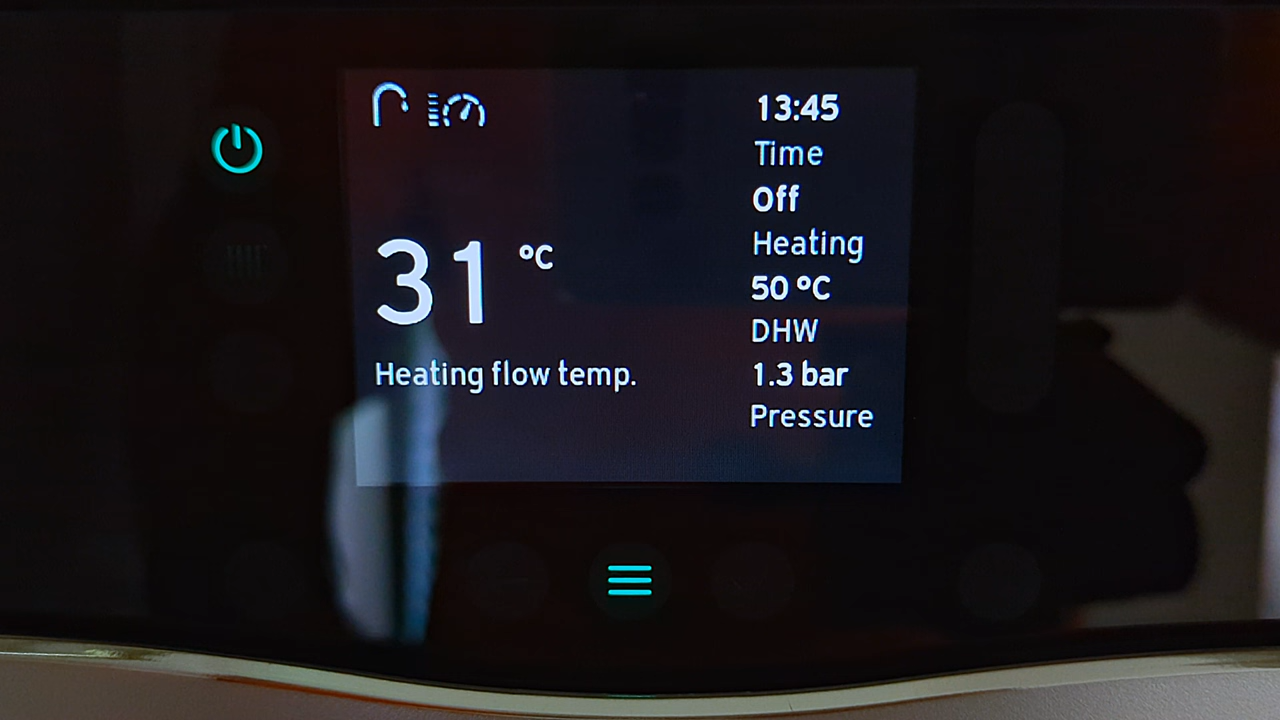 13:45
Time
Off
Heating
31 °C
50 °C
DHW
Heating flow temp.
1.3 bar
Pressure